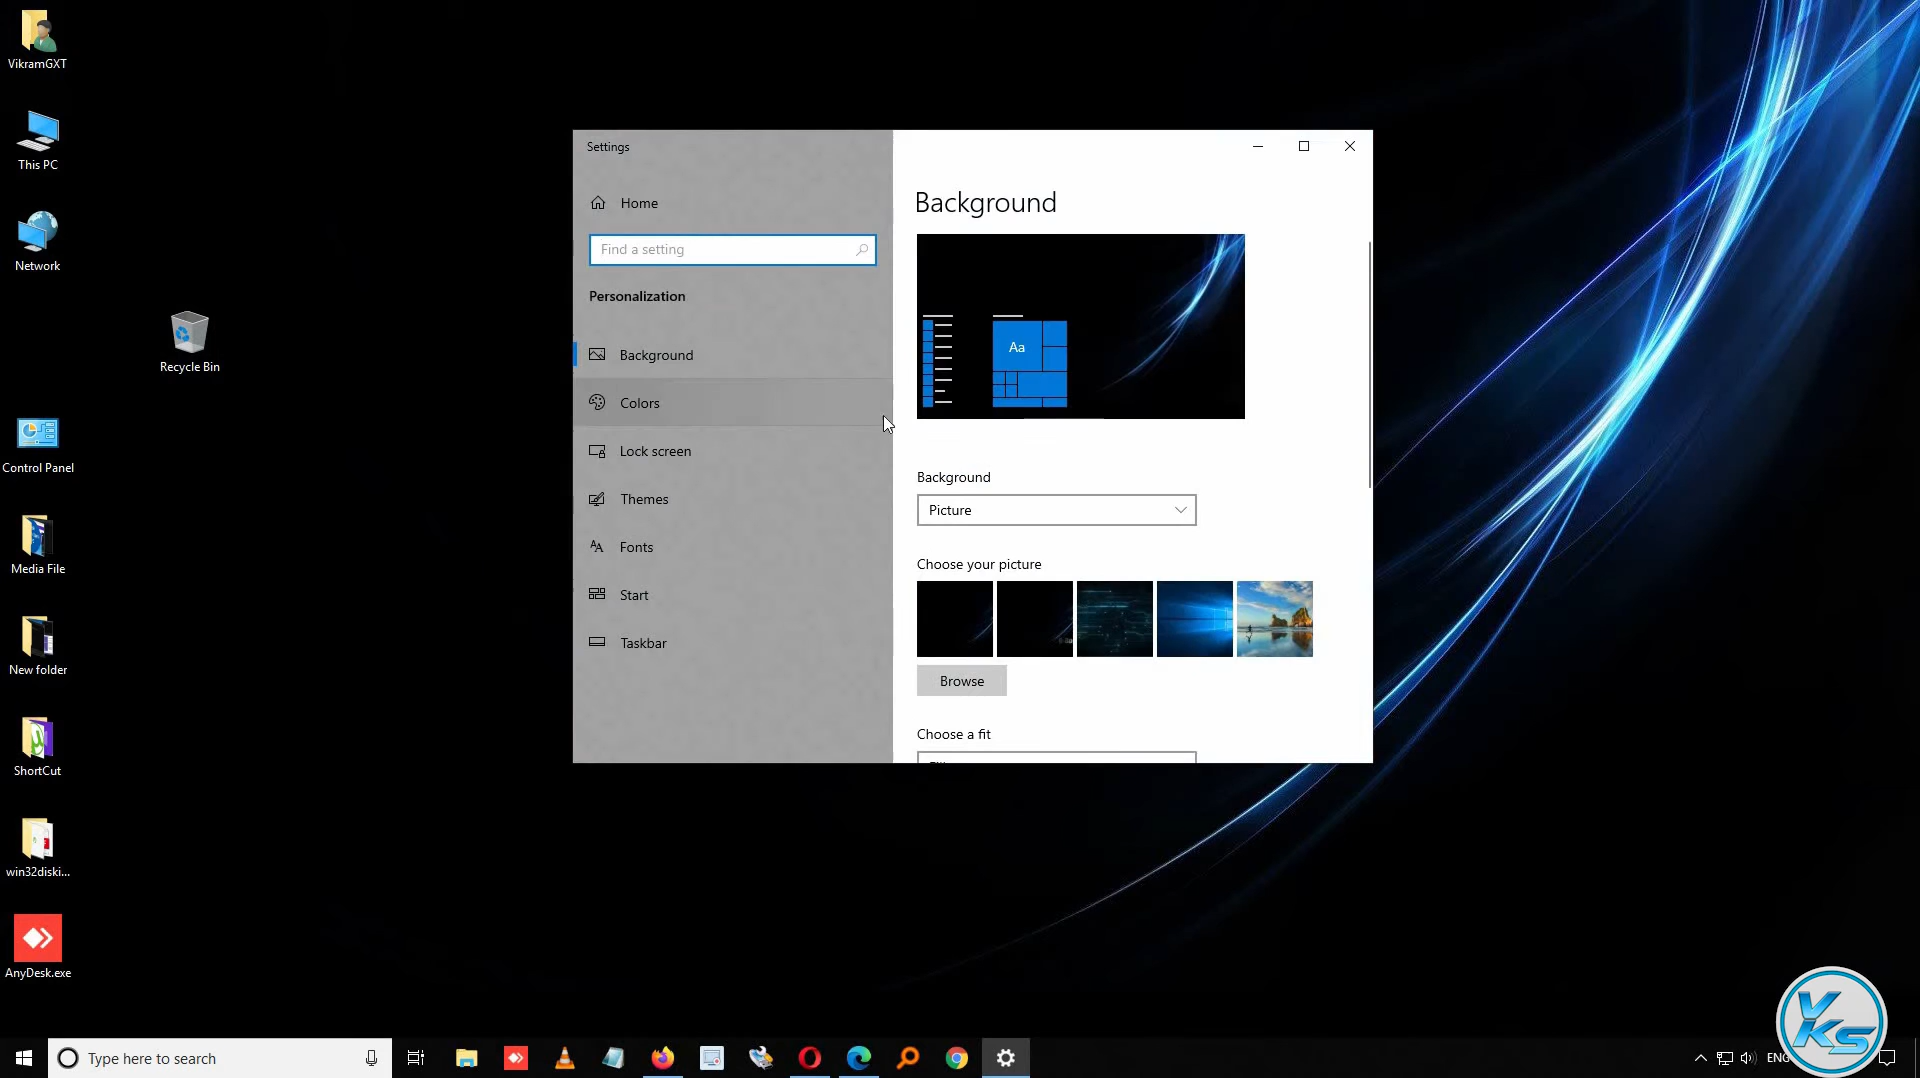 VikramGXT
This PC
Network
Recycle Bin
Control Panel
Media File
New folder
ShortCut
win32diski...
AnyDesk.exe
Settings
Home
Find a setting
Personalization
Background
Colors
Lock screen
Themes
Fonts
Start
Taskbar
Background
Aa
Background
Picture
Choose your picture
Browse
Choose a fit
Type here to search
ENG
VKS